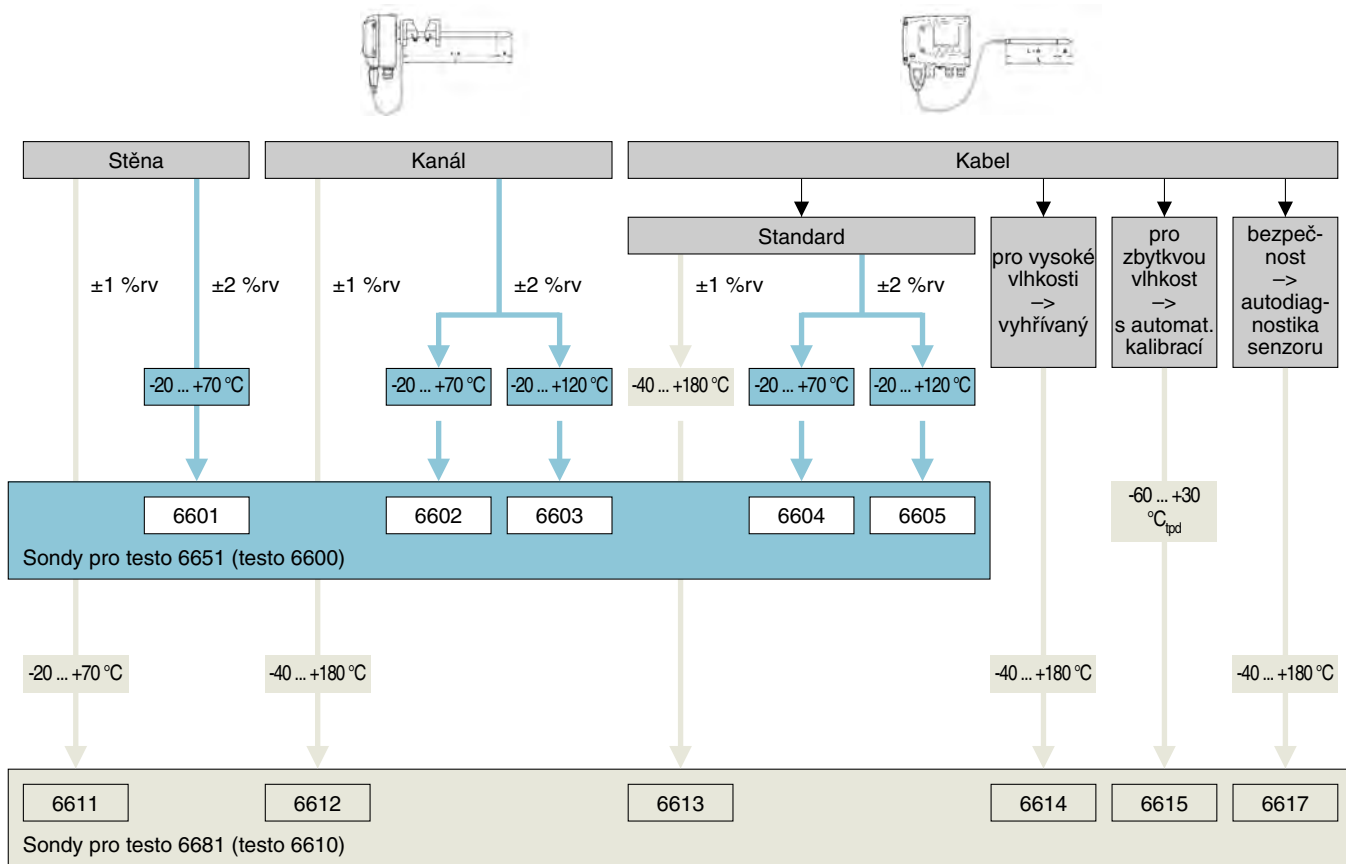 Stěna
Kanál
Kabel
Standard
pro vysoké
vlhkosti
–>
vyhřívaný
pro
zbytkvou
vlhkost
–>
s automat.
kalibrací
bezpeč-
nost
–>
autodiag-
nostika
senzoru
±1 %rv
±2 %rv
±1 %rv
±2 %rv
±1 %rv
±2 %rv
-20 ... +70 °C
-20 ... +70 °C
-20 ... +120 °C
-40 ... +180 °C
-20 ... +70 °C
-20 ... +120 °C
6601
6602
6603
6604
6605
-60 ... +30
°Ctpd
Sondy pro testo 6651 (testo 6600)
-20 ... +70 °C
-40 ... +180 °C
-40 ... +180 °C
-40 ... +180 °C
6611
6612
6613
6614
6615
6617
Sondy pro testo 6681 (testo 6610)